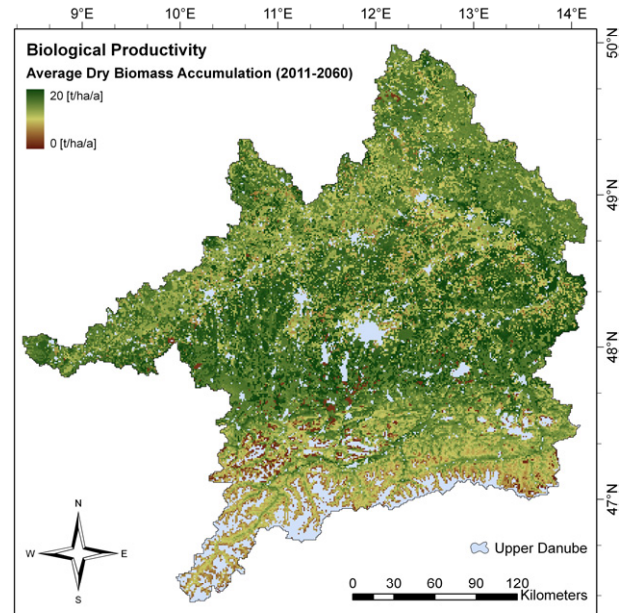 9°E 10°E 11°E 12°E 13°E 14°E
Biological Productivity
Average Dry Biomass Accumulation (2011-2060)
20 [t/ha/a]
0 [t/ha/a]
50°N
49°N
48°N
47°N
N
W E
S
Upper Danube
0 15 30 60 90 120
Kilometers